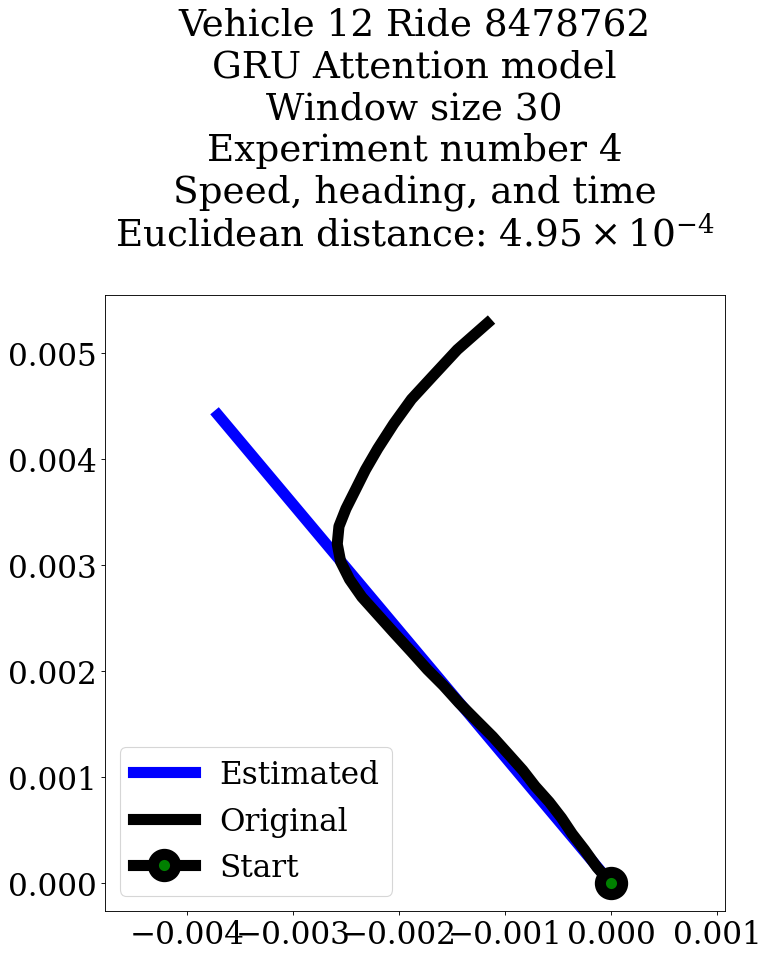 Vehicle 12 Ride 8478762
GRU Attention model
Window size 30
Experiment number 4
Speed, heading, and time
Euclidean distance: 4.95 × 10⁻⁴
0.005
0.004
0.003
0.002
0.001
0.000
Estimated
Original
Start
−0.004 −0.003 −0.002 −0.001 0.000 0.001